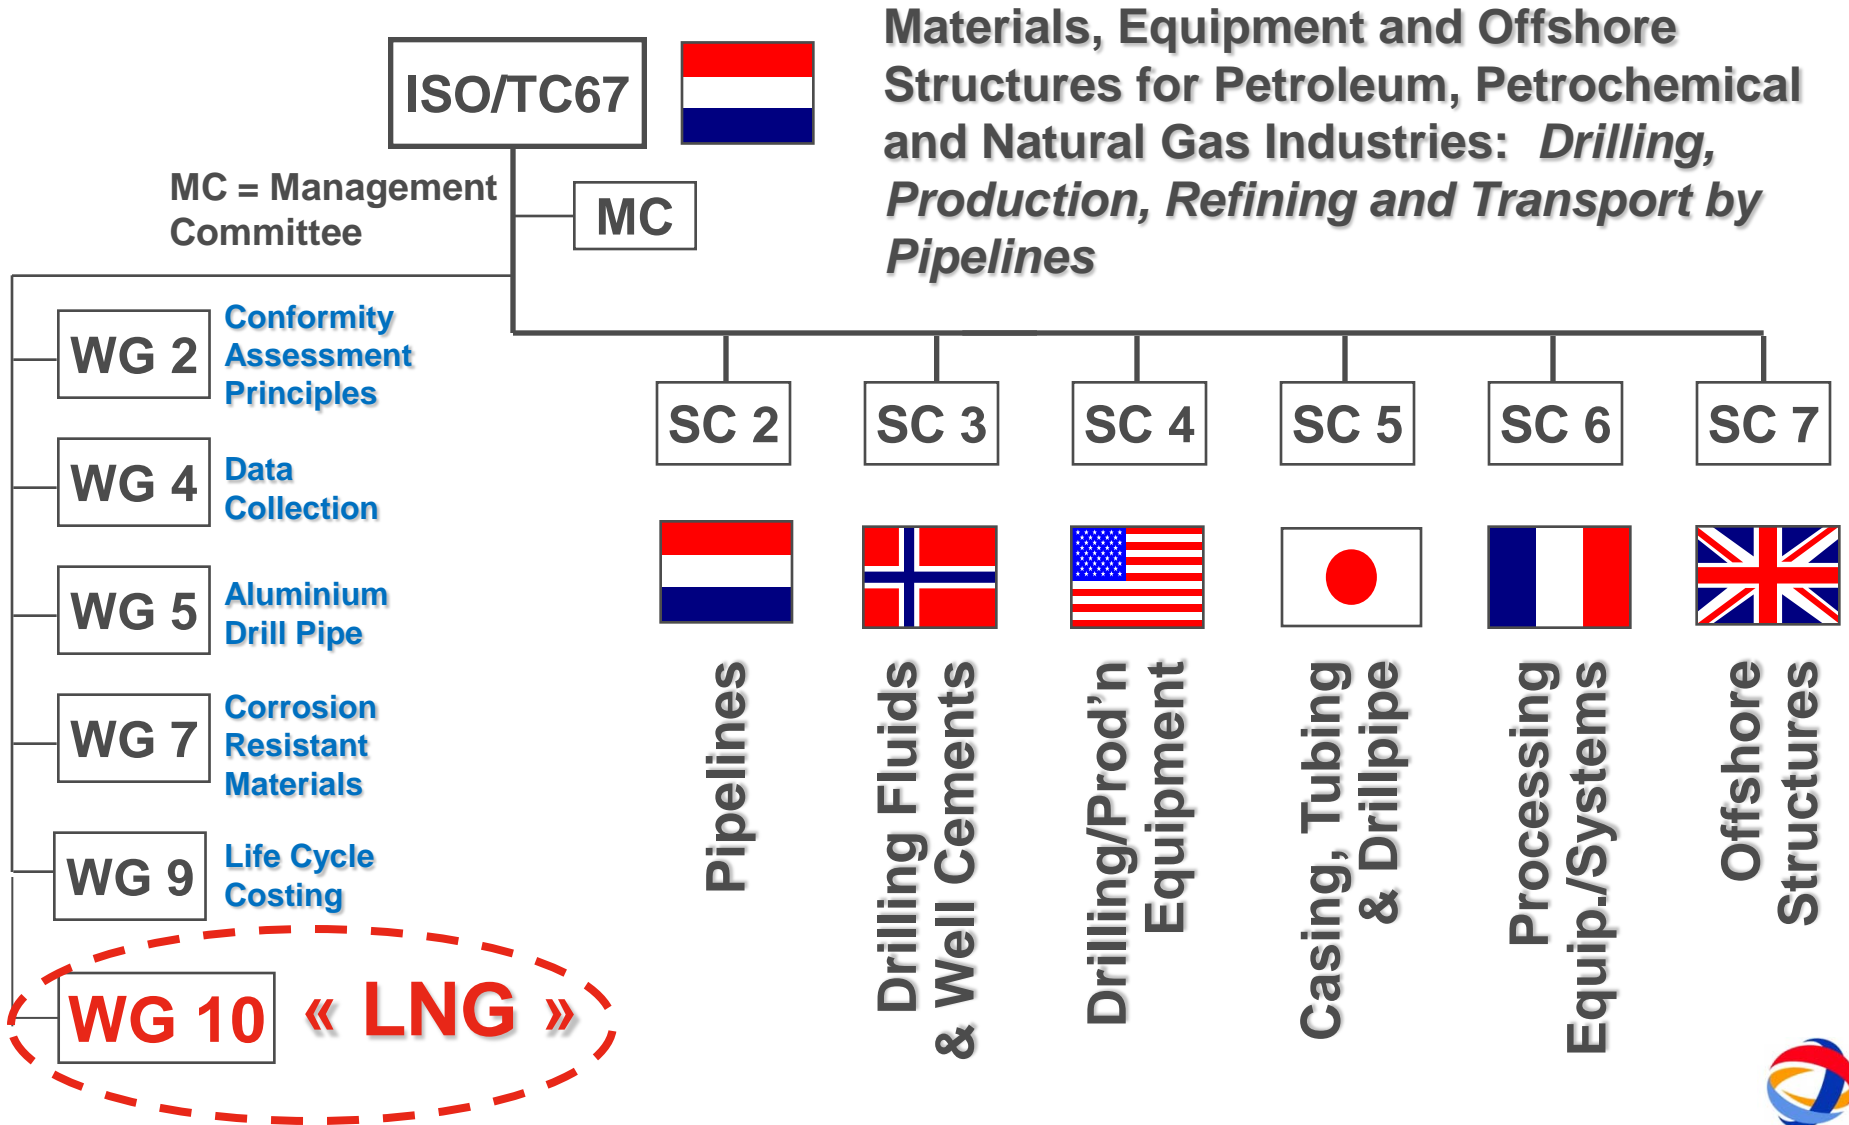 ISO/TC67
Materials, Equipment and Offshore
Structures for Petroleum, Petrochemical
and Natural Gas Industries: Drilling,
Production, Refining and Transport by
Pipelines
MC = Management
Committee
MC
WG 2
Conformity
Assessment
Principles
WG 4
Data
Collection
WG 5
Aluminium
Drill Pipe
WG 7
Corrosion
Resistant
Materials
WG 9
Life Cycle
Costing
WG 10
« LNG »
SC 2
SC 3
SC 4
SC 5
SC 6
SC 7
Pipelines
Drilling Fluids
& Well Cements
Drilling/Prod’n
Equipment
Casing, Tubing
& Drillpipe
Processing
Equip./Systems
Offshore
Structures